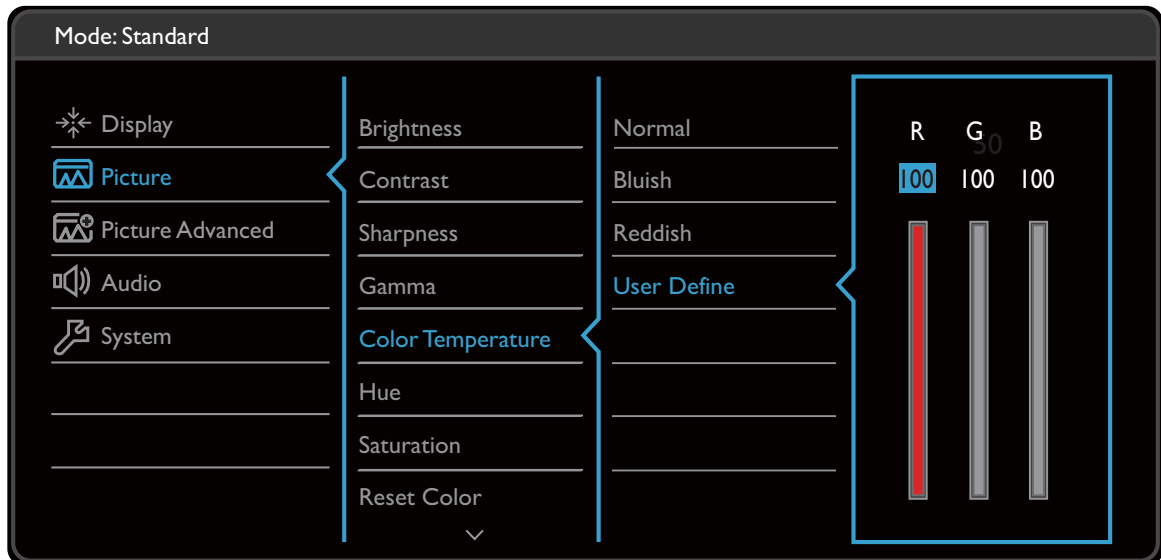 Mode: Standard
Display
Picture
Picture Advanced
Audio
System
Brightness
Contrast
Sharpness
Gamma
Color Temperature
Hue
Saturation
Reset Color
Normal
Bluish
Reddish
User Define
R G B
50
100 100 100